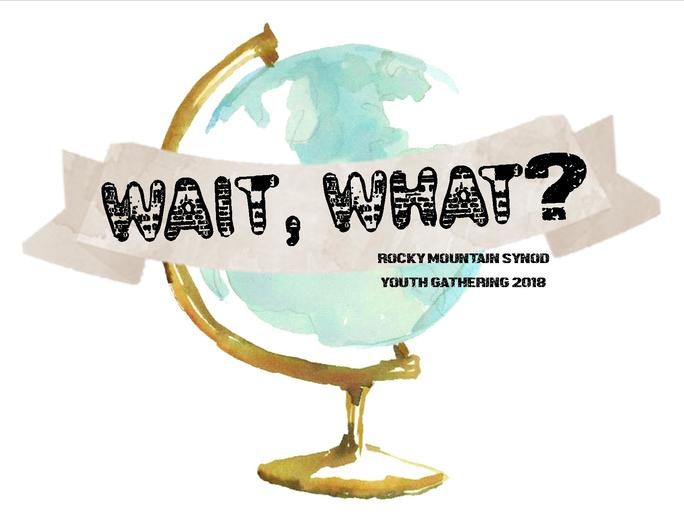 WAIT, WHAT?
ROCKY MOUNTAIN SYNOD
YOUTH GATHERING 2018